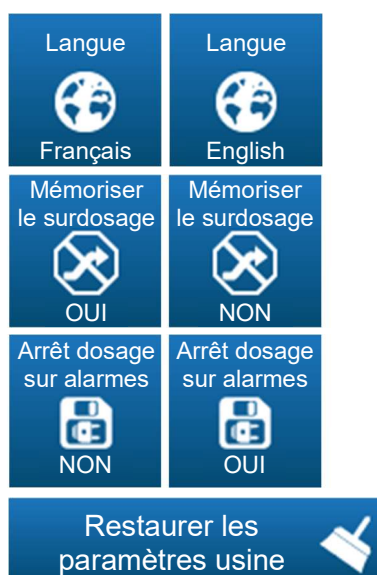 Langue
Français
Langue
English
Mémoriser
le surdosage
OUI
Mémoriser
le surdosage
NON
Arrêt dosage
sur alarmes
NON
Arrêt dosage
sur alarmes
OUI
Restaurer les
paramètres usine